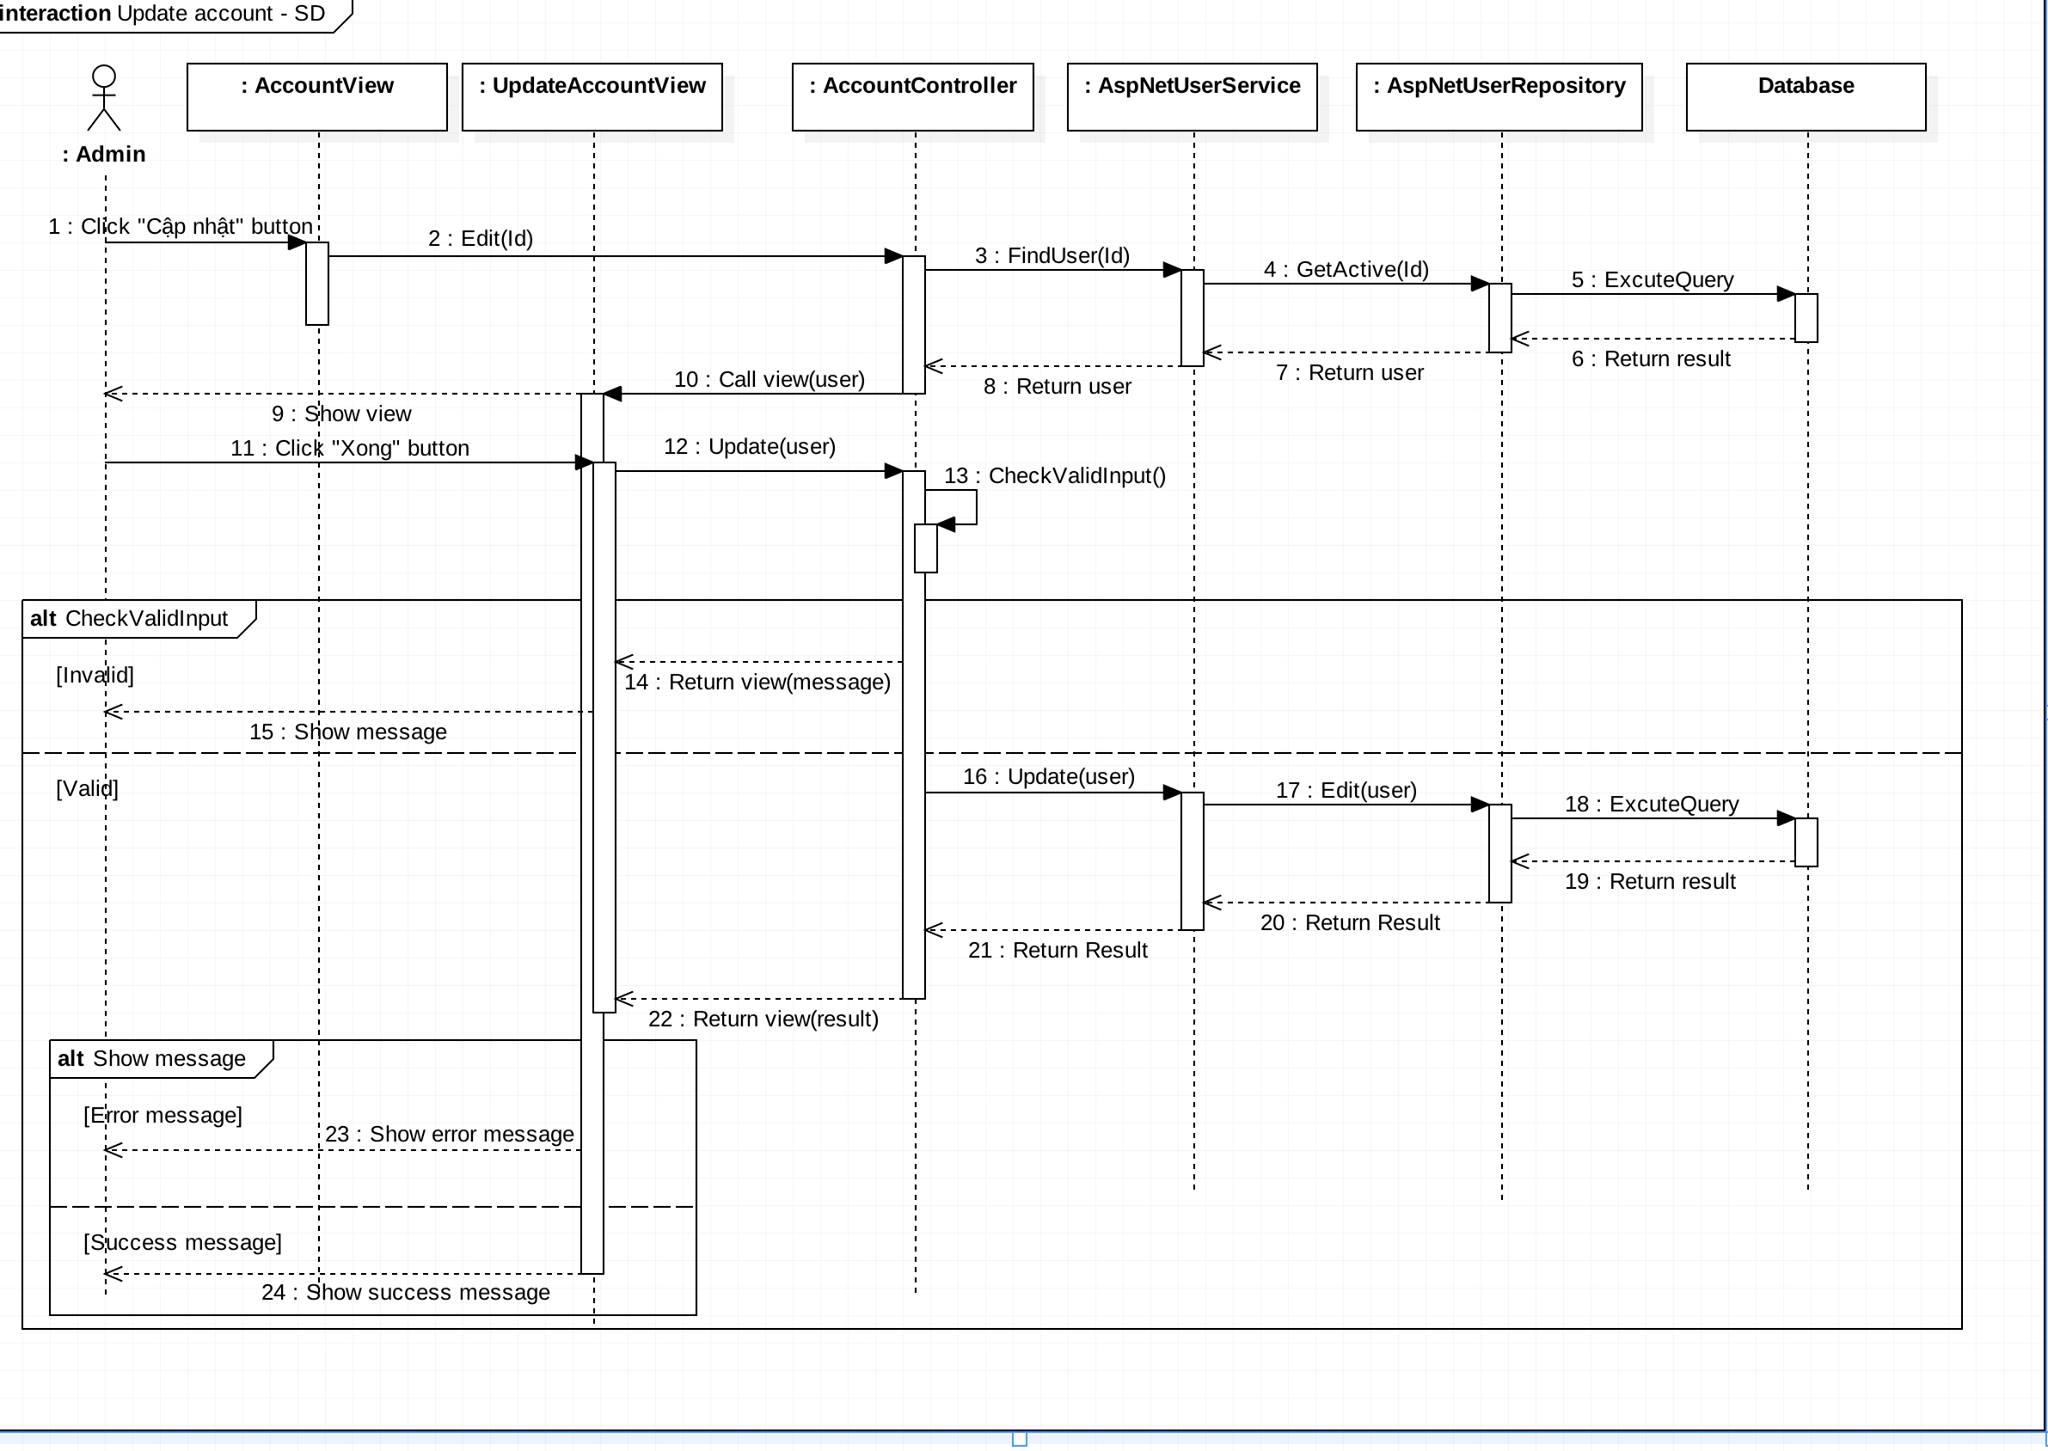 interaction Update account - SD
: Admin
: AccountView
: UpdateAccountView
: AccountController
: AspNetUserService
: AspNetUserRepository
Database
1 : Click "Cập nhật" button
2 : Edit(Id)
3 : FindUser(Id)
4 : GetActive(Id)
5 : ExcuteQuery
6 : Return result
7 : Return user
8 : Return user
10 : Call view(user)
9 : Show view
11 : Click "Xong" button
12 : Update(user)
13 : CheckValidInput()
alt CheckValidInput
[Invalid]
14 : Return view(message)
15 : Show message
[Valid]
16 : Update(user)
17 : Edit(user)
18 : ExcuteQuery
19 : Return result
20 : Return Result
21 : Return Result
22 : Return view(result)
alt Show message
[Error message]
23 : Show error message
[Success message]
24 : Show success message